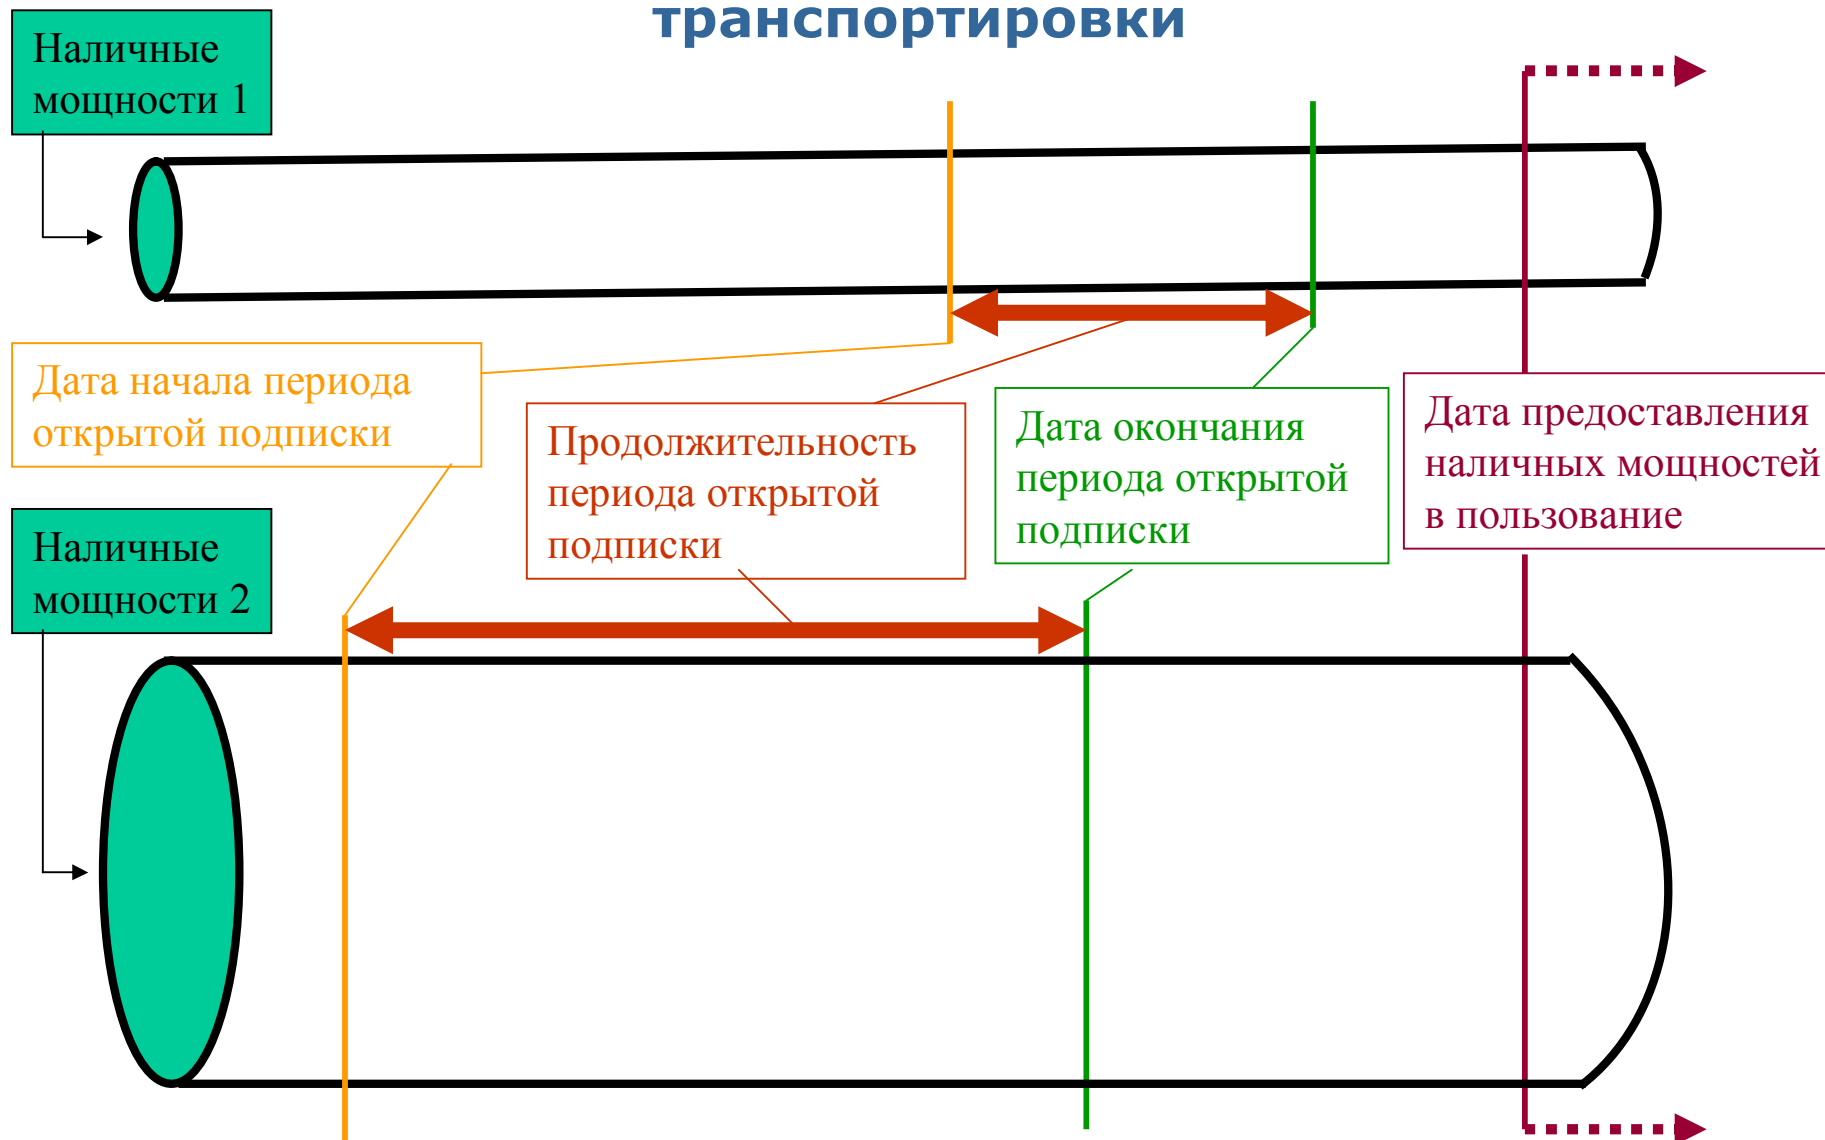 транспортировки
Наличные
мощности 1
Дата начала периода
открытой подписки
Продолжительность
периода открытой
подписки
Дата окончания
периода открытой
подписки
Дата предоставления
наличных мощностей
в пользование
Наличные
мощности 2